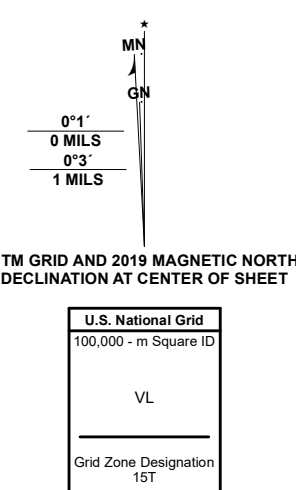 ★
MN
GN
0°1´
0 MILS
0°3´
1 MILS
TM GRID AND 2019 MAGNETIC NORTH
DECLINATION AT CENTER OF SHEET
U.S. National Grid
100,000 - m Square ID
VL
Grid Zone Designation
15T